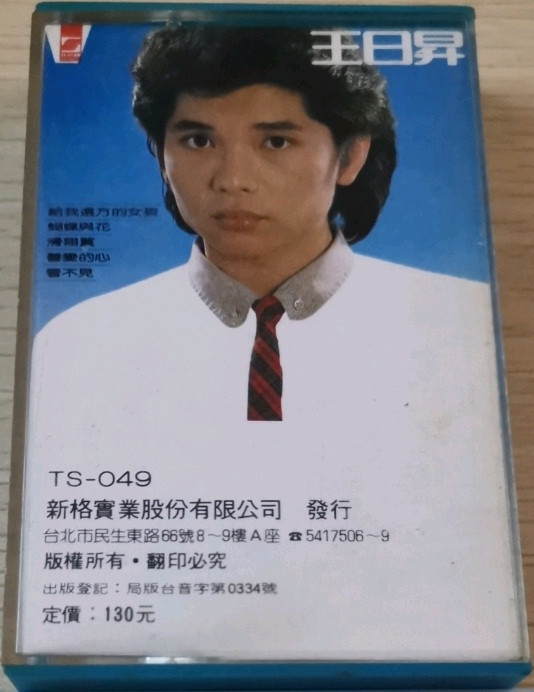 王日昇
給我遠方的女孩
蝴蝶與花
滑翔翼
善變的心
看不見
TS-049
新格實業股份有限公司 發行
台北市民生東路66號8～9樓A座 ☎5417506～9
版權所有・翻印必究
出版登記：局版台音字第0334號
定價：130元